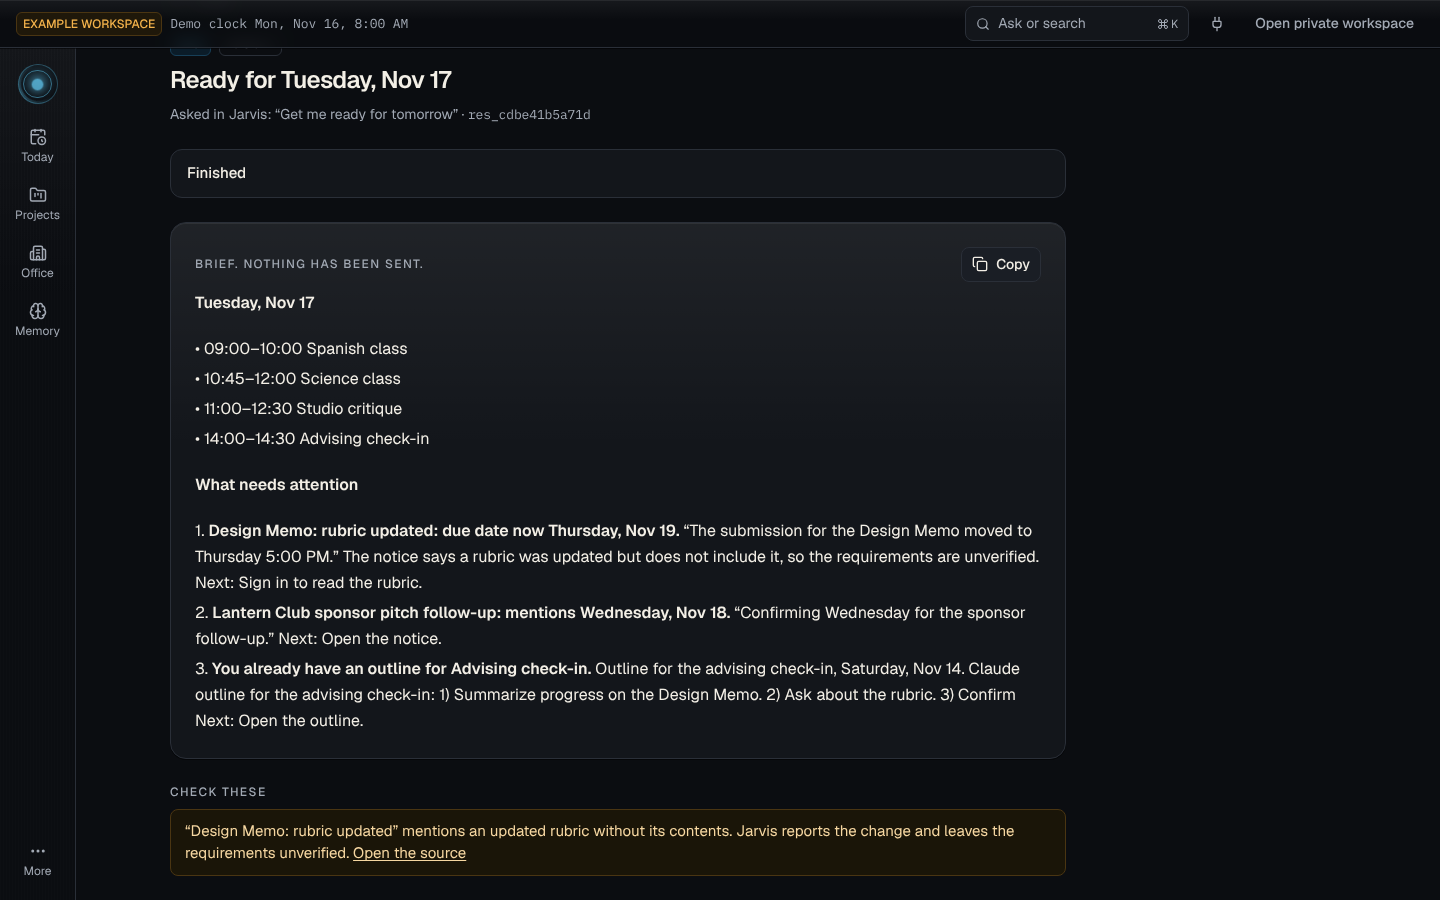 EXAMPLE WORKSPACE Demo clock Mon, Nov 16, 8:00 AM
Ask or search ⌘K
Open private workspace
Today
Projects
Office
Memory
More
Ready for Tuesday, Nov 17
Asked in Jarvis: “Get me ready for tomorrow” · res_cdbe41b5a71d
Finished
BRIEF. NOTHING HAS BEEN SENT.
Copy
Tuesday, Nov 17
• 09:00–10:00 Spanish class
• 10:45–12:00 Science class
• 11:00–12:30 Studio critique
• 14:00–14:30 Advising check-in
What needs attention
1. Design Memo: rubric updated: due date now Thursday, Nov 19. “The submission for the Design Memo moved to
Thursday 5:00 PM.” The notice says a rubric was updated but does not include it, so the requirements are unverified.
Next: Sign in to read the rubric.
2. Lantern Club sponsor pitch follow-up: mentions Wednesday, Nov 18. “Confirming Wednesday for the sponsor
follow-up.” Next: Open the notice.
3. You already have an outline for Advising check-in. Outline for the advising check-in, Saturday, Nov 14. Claude
outline for the advising check-in: 1) Summarize progress on the Design Memo. 2) Ask about the rubric. 3) Confirm
Next: Open the outline.
CHECK THESE
“Design Memo: rubric updated” mentions an updated rubric without its contents. Jarvis reports the change and leaves the
requirements unverified. Open the source